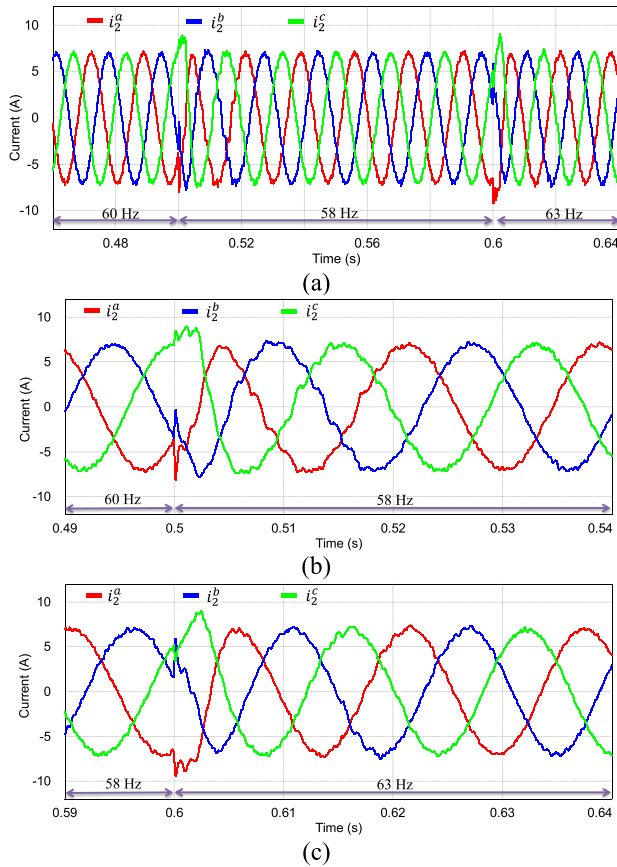 i₂ᵃ i₂ᵇ i₂ᶜ
10
5
0
-5
-10
Current (A)
60 Hz 58 Hz 63 Hz
0.48 0.52 0.56 0.6 0.64
Time (s)
(a)
i₂ᵃ i₂ᵇ i₂ᶜ
10
5
0
-5
-10
Current (A)
60 Hz 58 Hz
0.49 0.5 0.51 0.52 0.53 0.54
Time (s)
(b)
i₂ᵃ i₂ᵇ i₂ᶜ
10
5
0
-5
-10
Current (A)
58 Hz 63 Hz
0.59 0.6 0.61 0.62 0.63 0.64
Time (s)
(c)